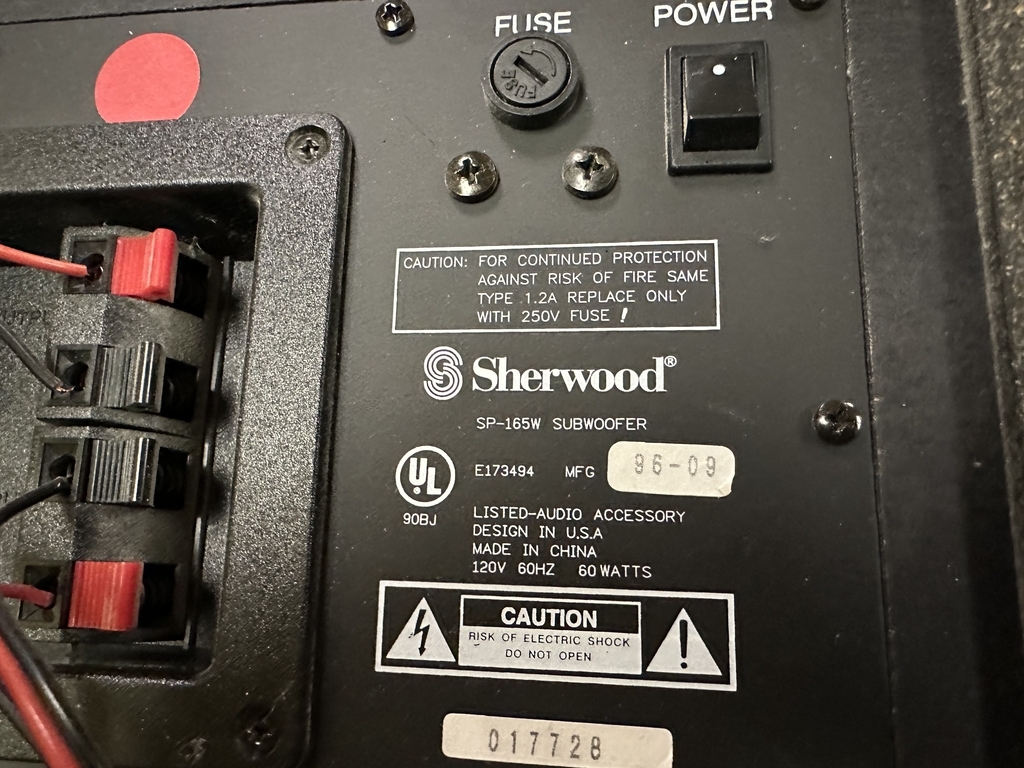 FUSE
POWER
FUSE
CAUTION: FOR CONTINUED PROTECTION
AGAINST RISK OF FIRE SAME
TYPE 1.2A REPLACE ONLY
WITH 250V FUSE !
Sherwood®
SP-165W SUBWOOFER
UL
E173494 MFG 96-09
90BJ
LISTED-AUDIO ACCESSORY
DESIGN IN U.S.A
MADE IN CHINA
120V 60HZ 60 WATTS
CAUTION
RISK OF ELECTRIC SHOCK
DO NOT OPEN
017728